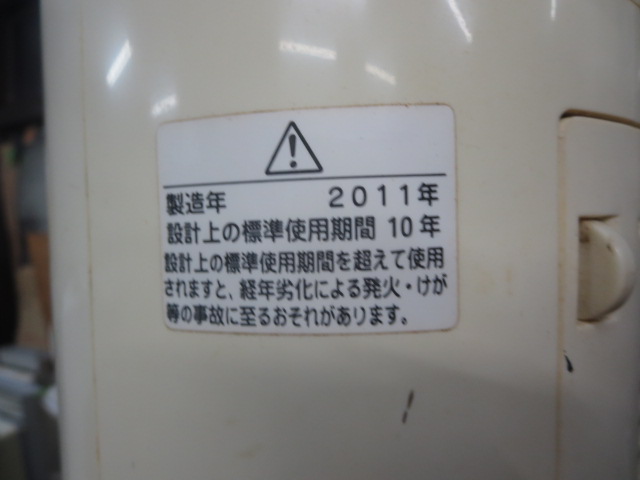 製造年 2011年
設計上の標準使用期間 10年
設計上の標準使用期間を超えて使用
されますと、経年劣化による発火・けが
等の事故に至るおそれがあります。